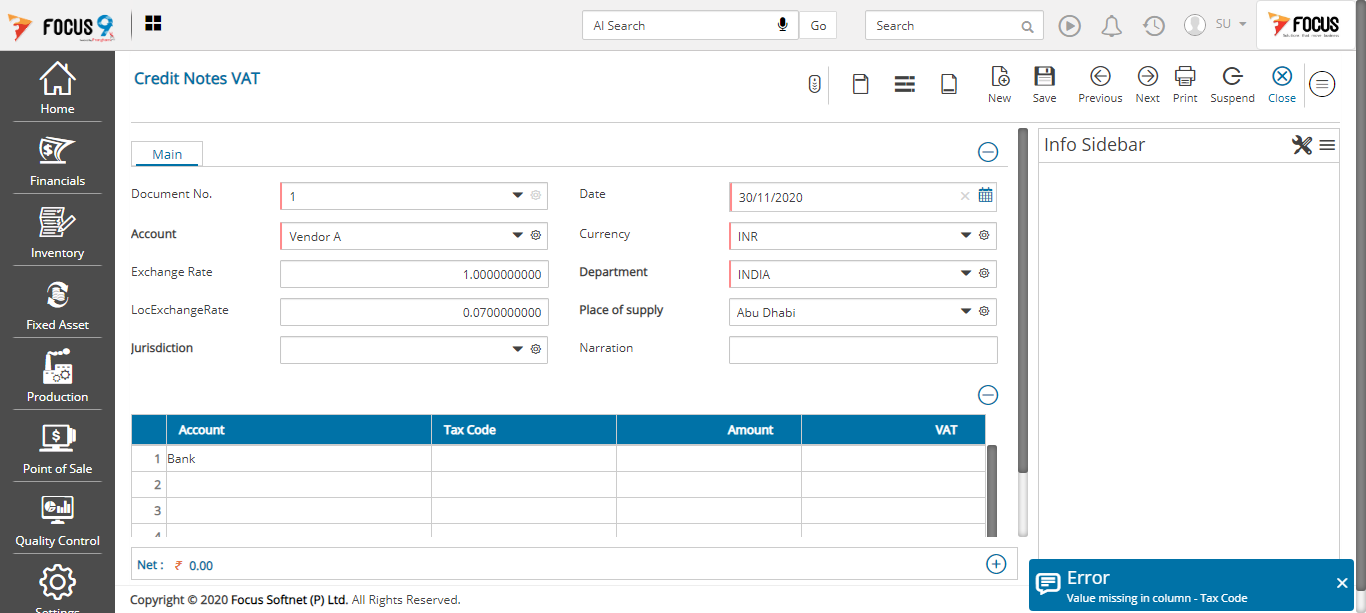 FOCUS 9
AI Search
Go
Search
SU
FOCUS
Home
Financials
Inventory
Fixed Asset
Production
Point of Sale
Quality Control
Settings
Credit Notes VAT
New
Save
Previous
Next
Print
Suspend
Close
Main
Document No.
1
Date
30/11/2020
Account
Vendor A
Currency
INR
Exchange Rate
1.0000000000
Department
INDIA
LocExchangeRate
0.0700000000
Place of supply
Abu Dhabi
Jurisdiction
Narration
Account Tax Code Amount VAT
1 Bank
2
3
4
Net : ₹ 0.00
Info Sidebar
Error
Value missing in column - Tax Code
Copyright © 2020 Focus Softnet (P) Ltd. All Rights Reserved.